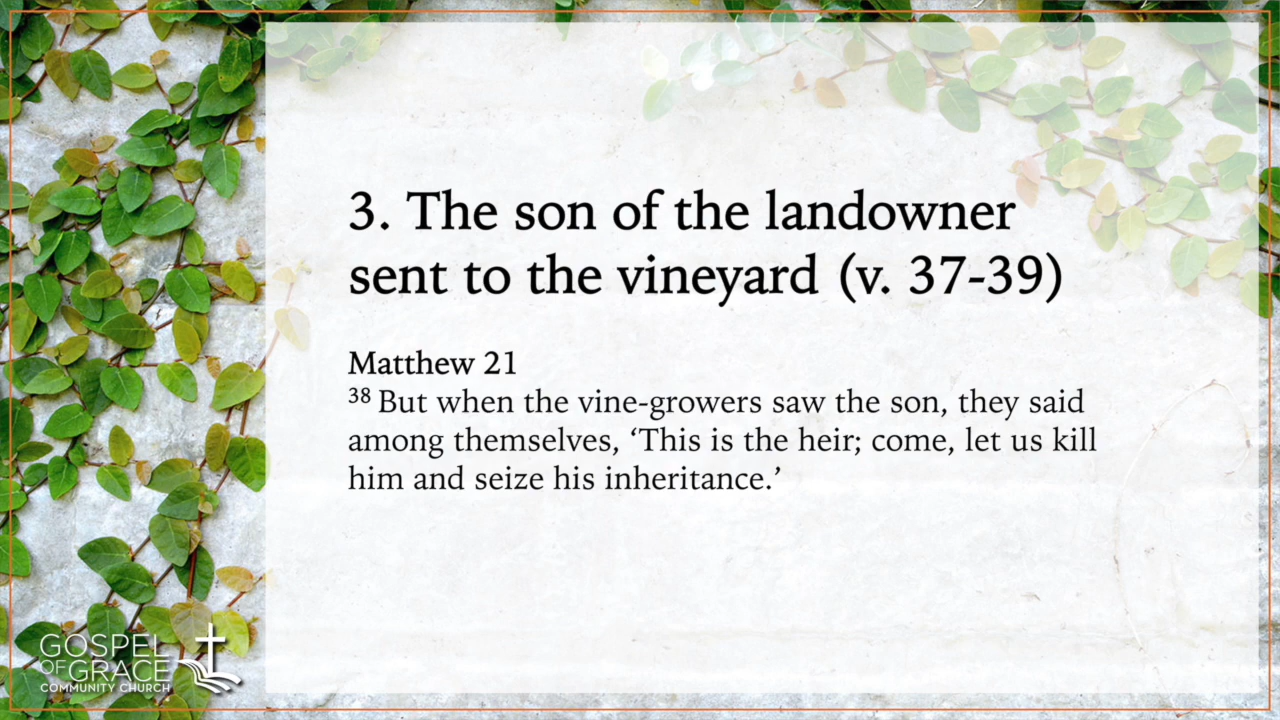 3. The son of the landowner
sent to the vineyard (v. 37-39)
Matthew 21
38 But when the vine-growers saw the son, they said
among themselves, ‘This is the heir; come, let us kill
him and seize his inheritance.’
GOSPEL
OF GRACE
COMMUNITY CHURCH